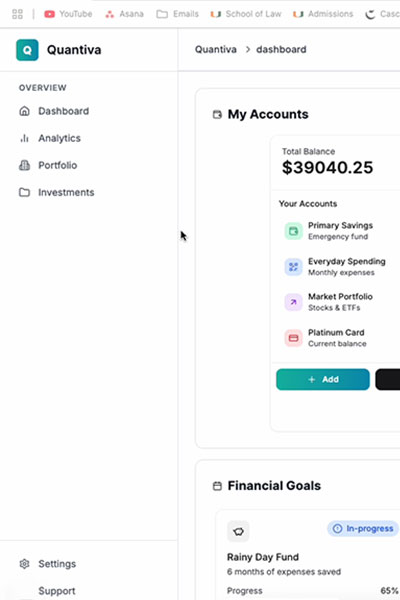 YouTube Asana Emails School of Law Admissions Casc
Q Quantiva
Quantiva > dashboard
OVERVIEW
Dashboard
Analytics
Portfolio
Investments
Settings
Support
My Accounts
Total Balance
$39040.25
Your Accounts
Primary Savings
Emergency fund
Everyday Spending
Monthly expenses
Market Portfolio
Stocks & ETFs
Platinum Card
Current balance
+ Add
Financial Goals
In-progress
Rainy Day Fund
6 months of expenses saved
Progress 65%